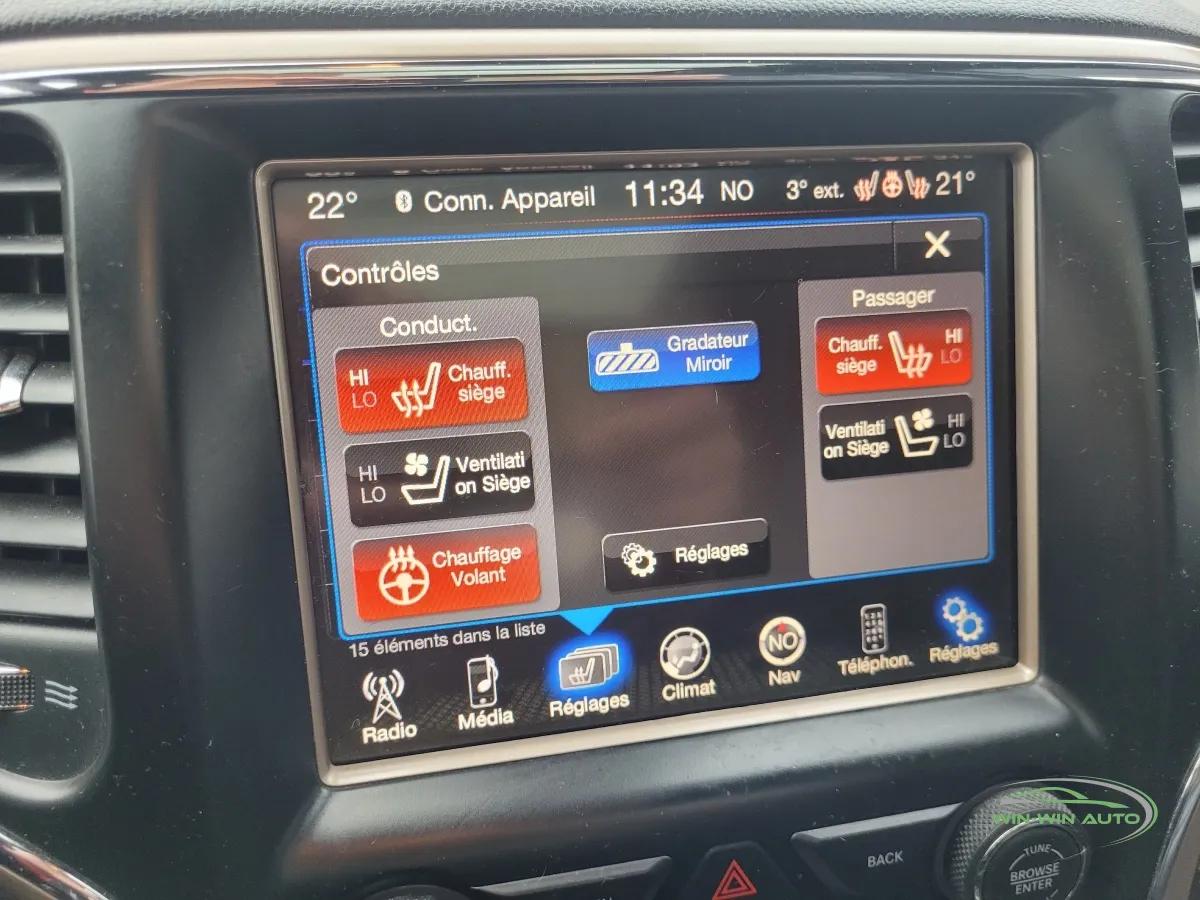 22° Conn. Appareil 11:34 NO 3° ext. 21°
Contrôles X
Conduct.
HI
LO
Chauff.
siège
HI
LO
Ventilati
on Siège
Chauffage
Volant
Gradateur
Miroir
Réglages
Passager
Chauff.
siège
HI
LO
Ventilati
on Siège
HI
LO
15 éléments dans la liste
Radio
Média
Réglages
Climat
NO
Nav
Téléphon.
Réglages
WIN-WIN AUTO
BACK
TUNE
BROWSE
ENTER